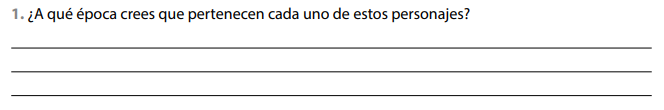 1. ¿A qué época crees que pertenecen cada uno de estos personajes?